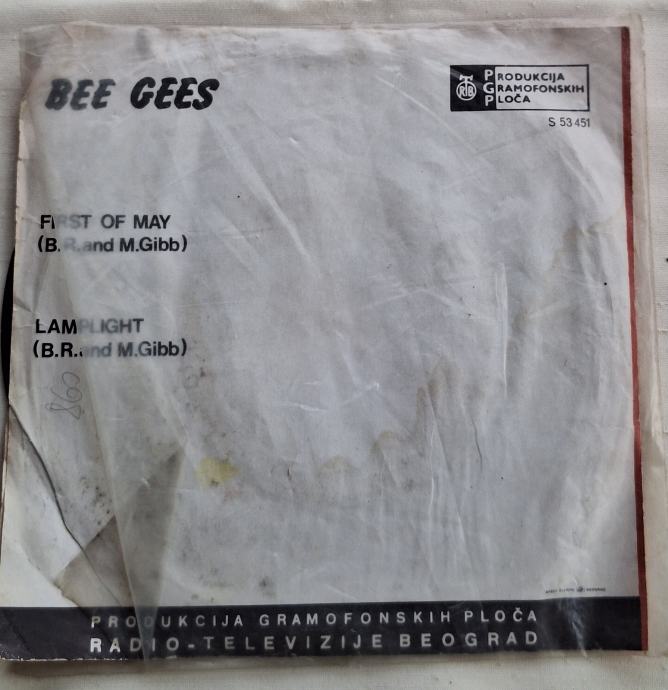 BEE GEES
RTB
PRODUKCIJA
GRAMOFONSKIH
PLOČA
S 53 451
FIRST OF MAY
(B.R.and M.Gibb)
LAMPLIGHT
(B.R.and M.Gibb)
PRODUKCIJA GRAMOFONSKIH PLOČA
RADIO-TELEVIZIJE BEOGRAD